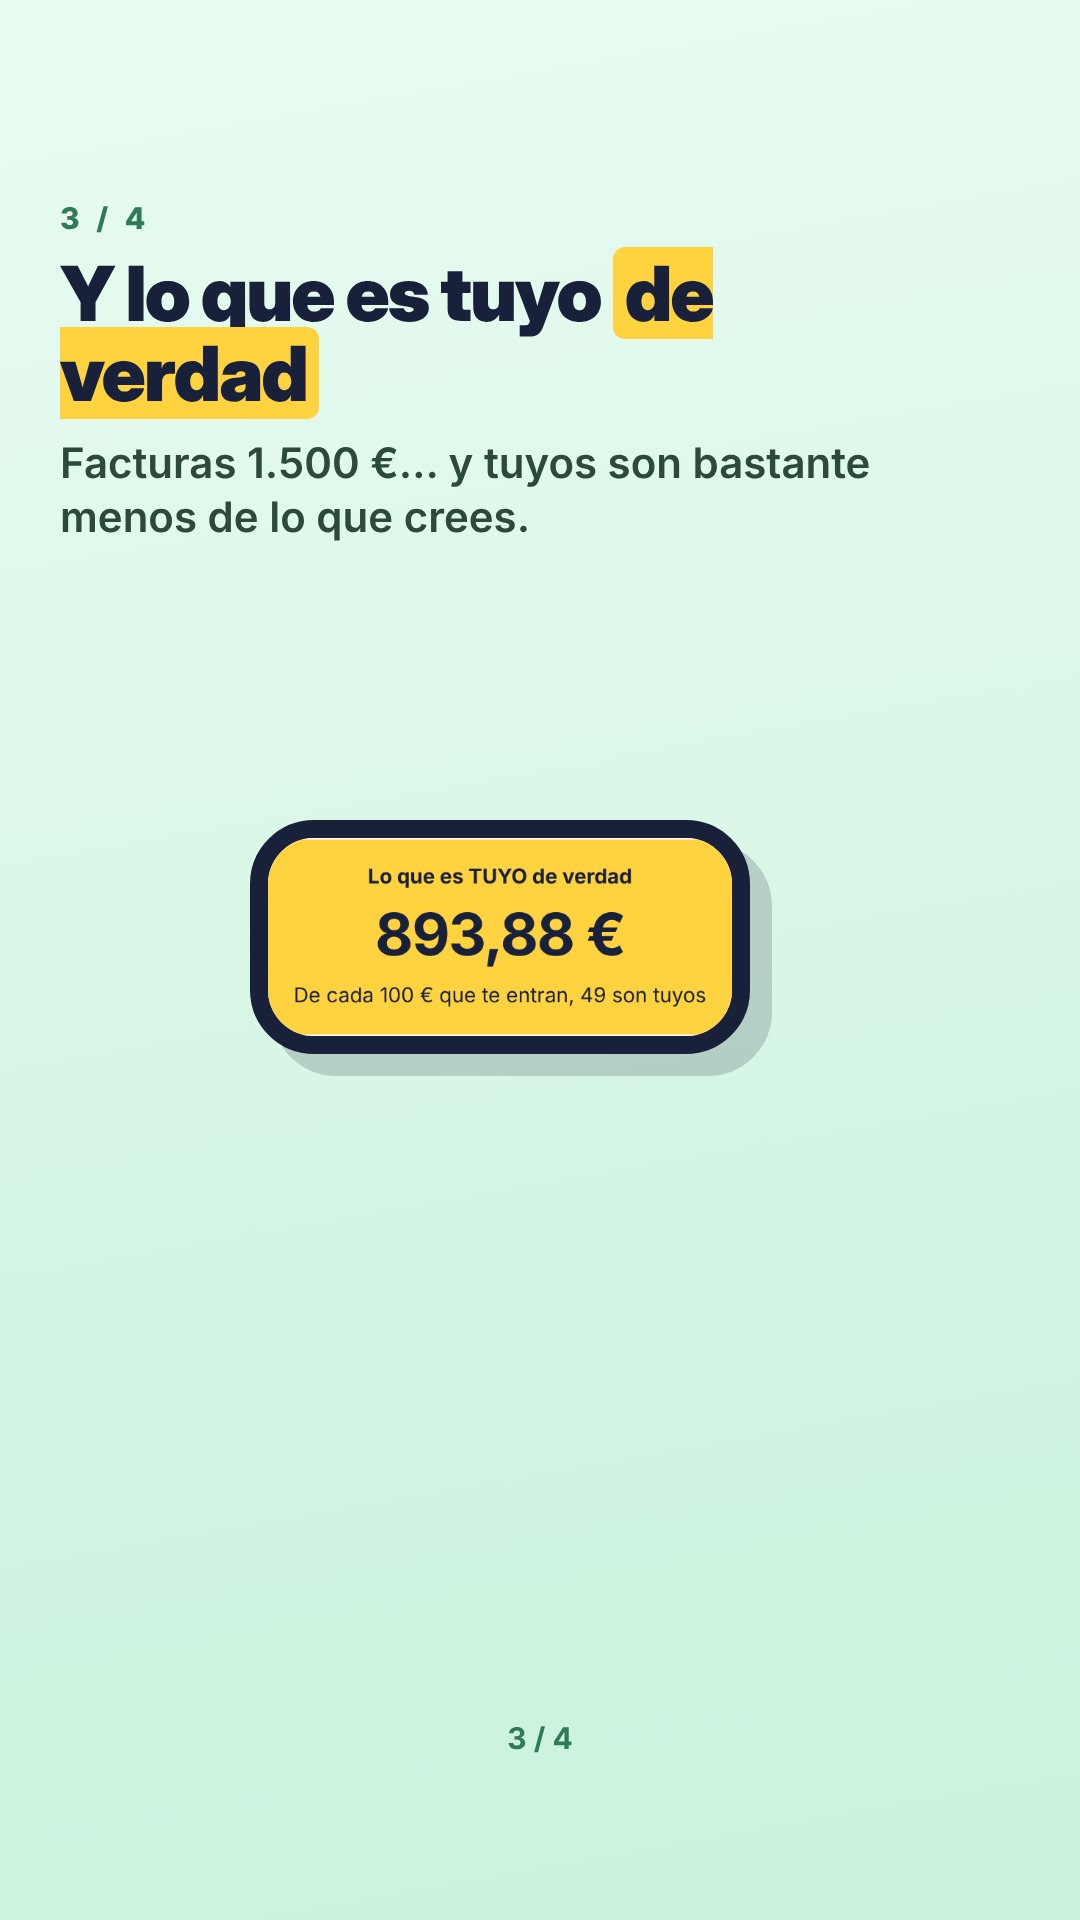 3 / 4
Y lo que es tuyo de
verdad
Facturas 1.500 €... y tuyos son bastante
menos de lo que crees.
Lo que es TUYO de verdad
893,88 €
De cada 100 € que te entran, 49 son tuyos
3 / 4